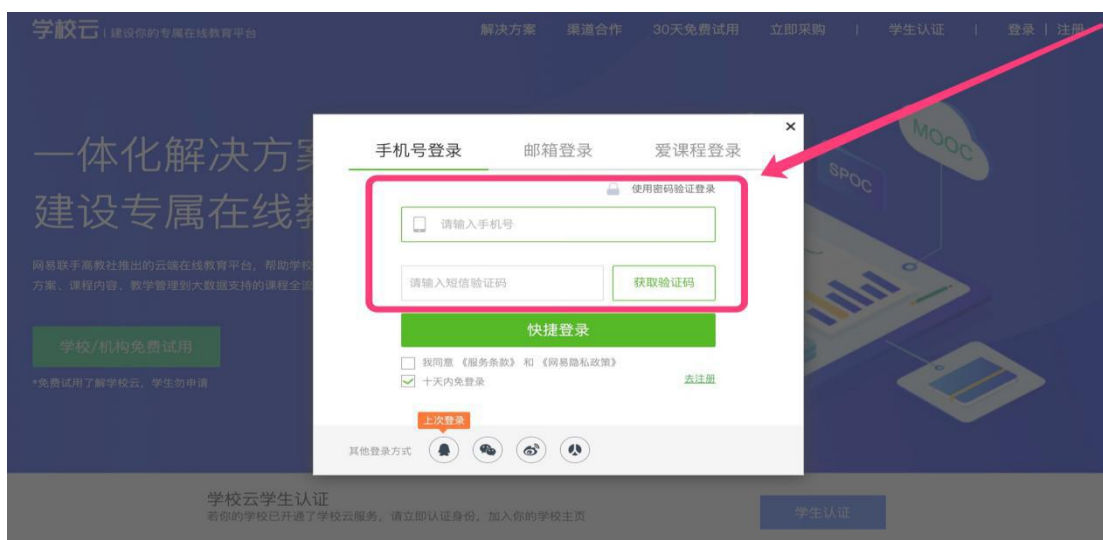 学校云 | 建设你的专属在线教育平台
解决方案 渠道合作 30天免费试用 立即采购 | 学生认证 | 登录 | 注册
一体化解决方案
建设专属在线教
网易联手高教社推出的云端在线教育平台，帮助学校
方案、课程内容、教学管理到大数据支持的课程全流
学校/机构免费试用
*免费试用了解学校云，学生勿申请
MOOC
SPOC
×
手机号登录 邮箱登录 爱课程登录
使用密码验证登录
请输入手机号
请输入短信验证码 获取验证码
快捷登录
我同意 《服务条款》 和 《网易隐私政策》
十天内免登录 去注册
上次登录
其他登录方式
学校云学生认证
若你的学校已开通了学校云服务，请立即认证身份，加入你的学校主页
学生认证